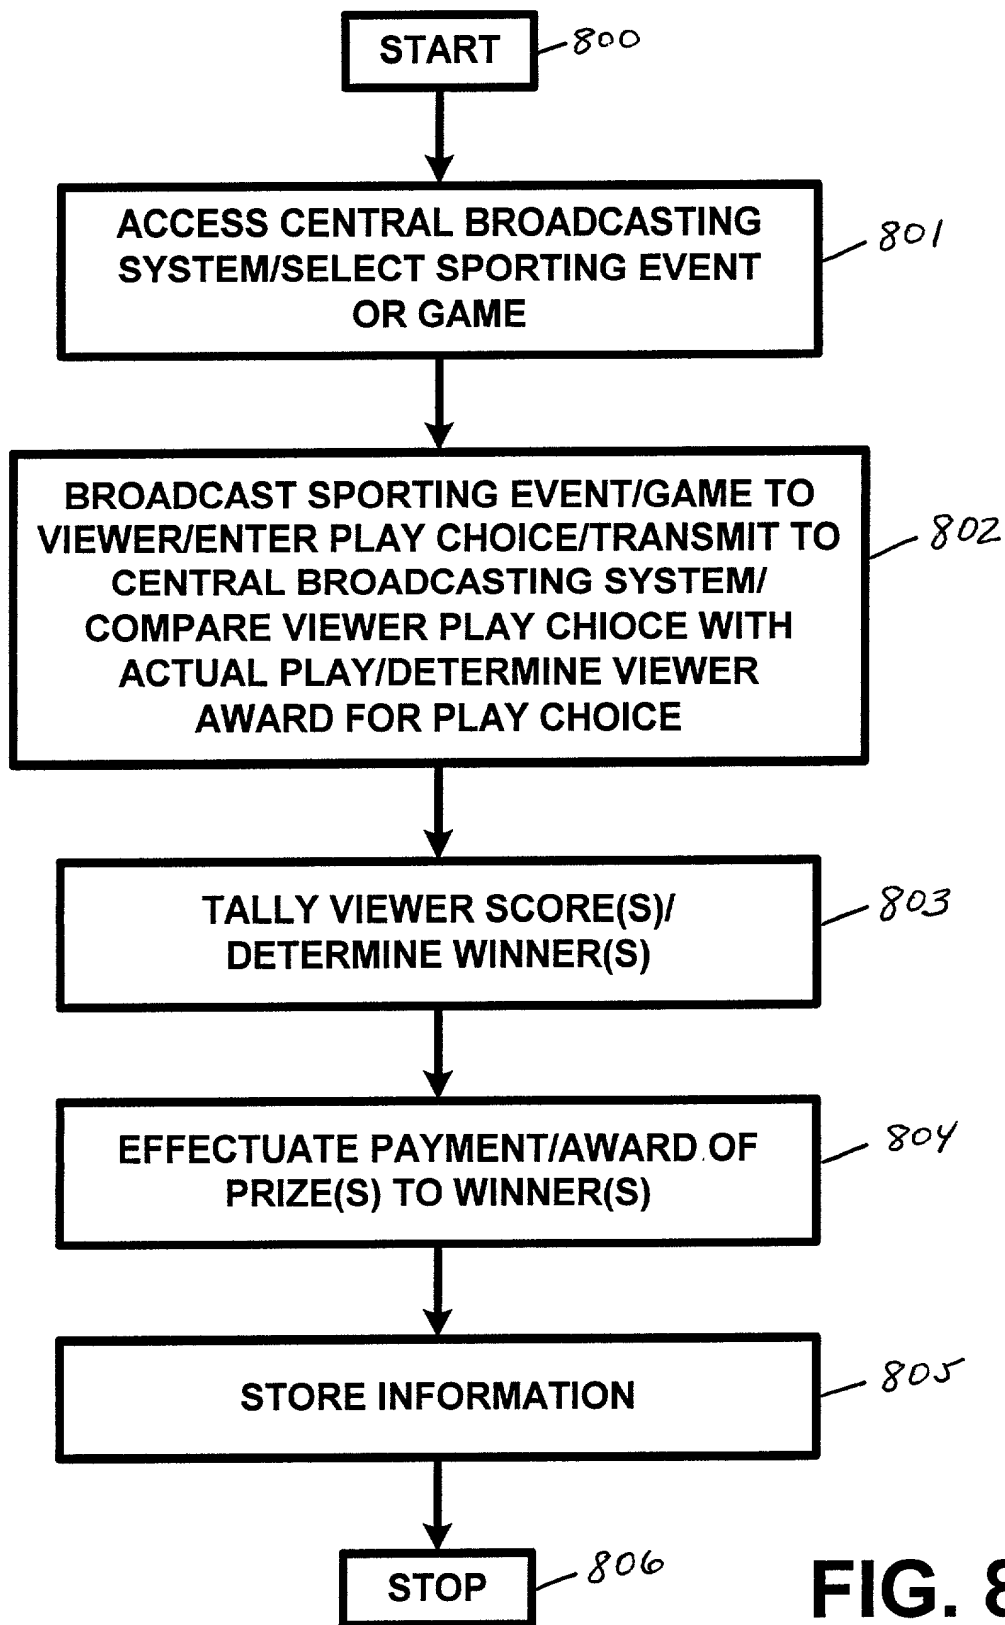 START
800
ACCESS CENTRAL BROADCASTING
SYSTEM/SELECT SPORTING EVENT
OR GAME
801
BROADCAST SPORTING EVENT/GAME TO
VIEWER/ENTER PLAY CHOICE/TRANSMIT TO
CENTRAL BROADCASTING SYSTEM/
COMPARE VIEWER PLAY CHIOCE WITH
ACTUAL PLAY/DETERMINE VIEWER
AWARD FOR PLAY CHOICE
802
TALLY VIEWER SCORE(S)/
DETERMINE WINNER(S)
803
EFFECTUATE PAYMENT/AWARD OF
PRIZE(S) TO WINNER(S)
804
STORE INFORMATION
805
STOP
806
FIG. 8